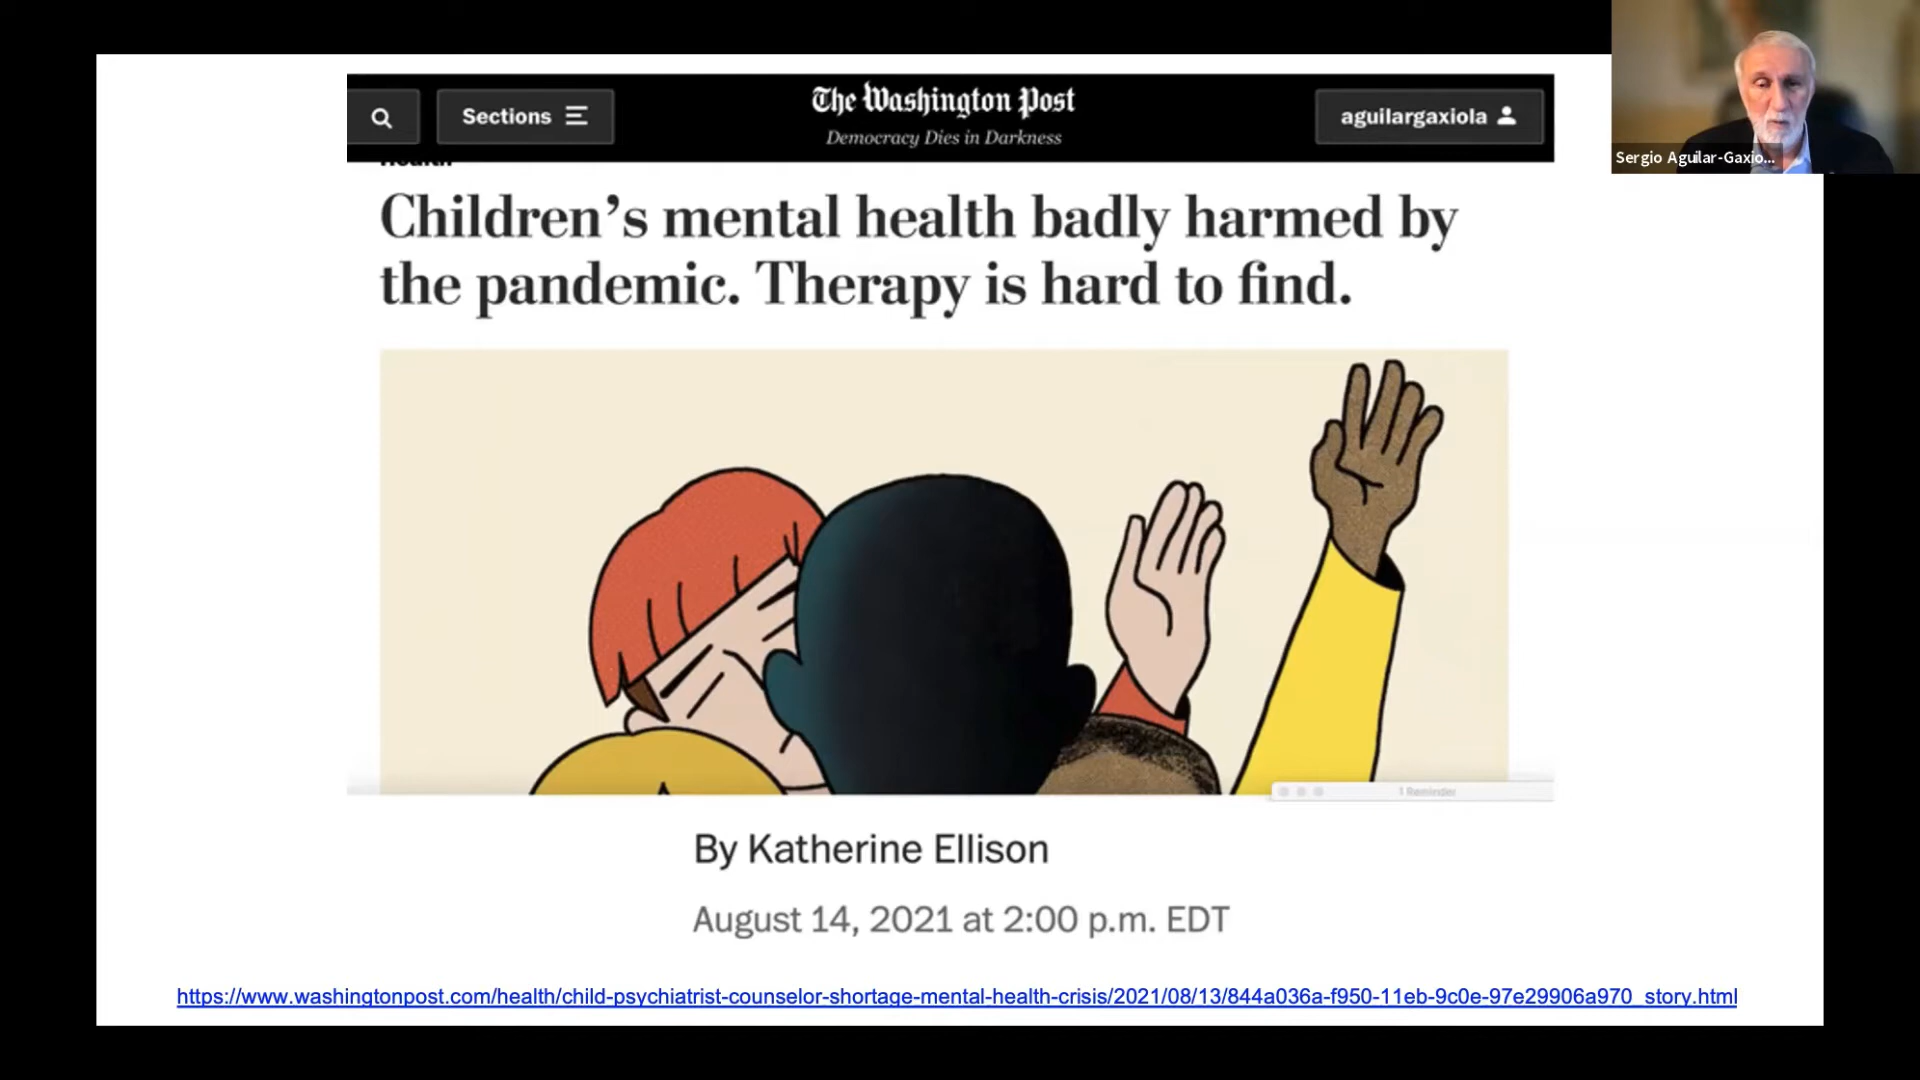 Sections
The Washington Post
Democracy Dies in Darkness
aguilargaxiola
Sergio Aguilar-Gaxio...
Health
Children’s mental health badly harmed by
the pandemic. Therapy is hard to find.
Reminder
By Katherine Ellison
August 14, 2021 at 2:00 p.m. EDT
https://www.washingtonpost.com/health/child-psychiatrist-counselor-shortage-mental-health-crisis/2021/08/13/844a036a-f950-11eb-9c0e-97e29906a970_story.html